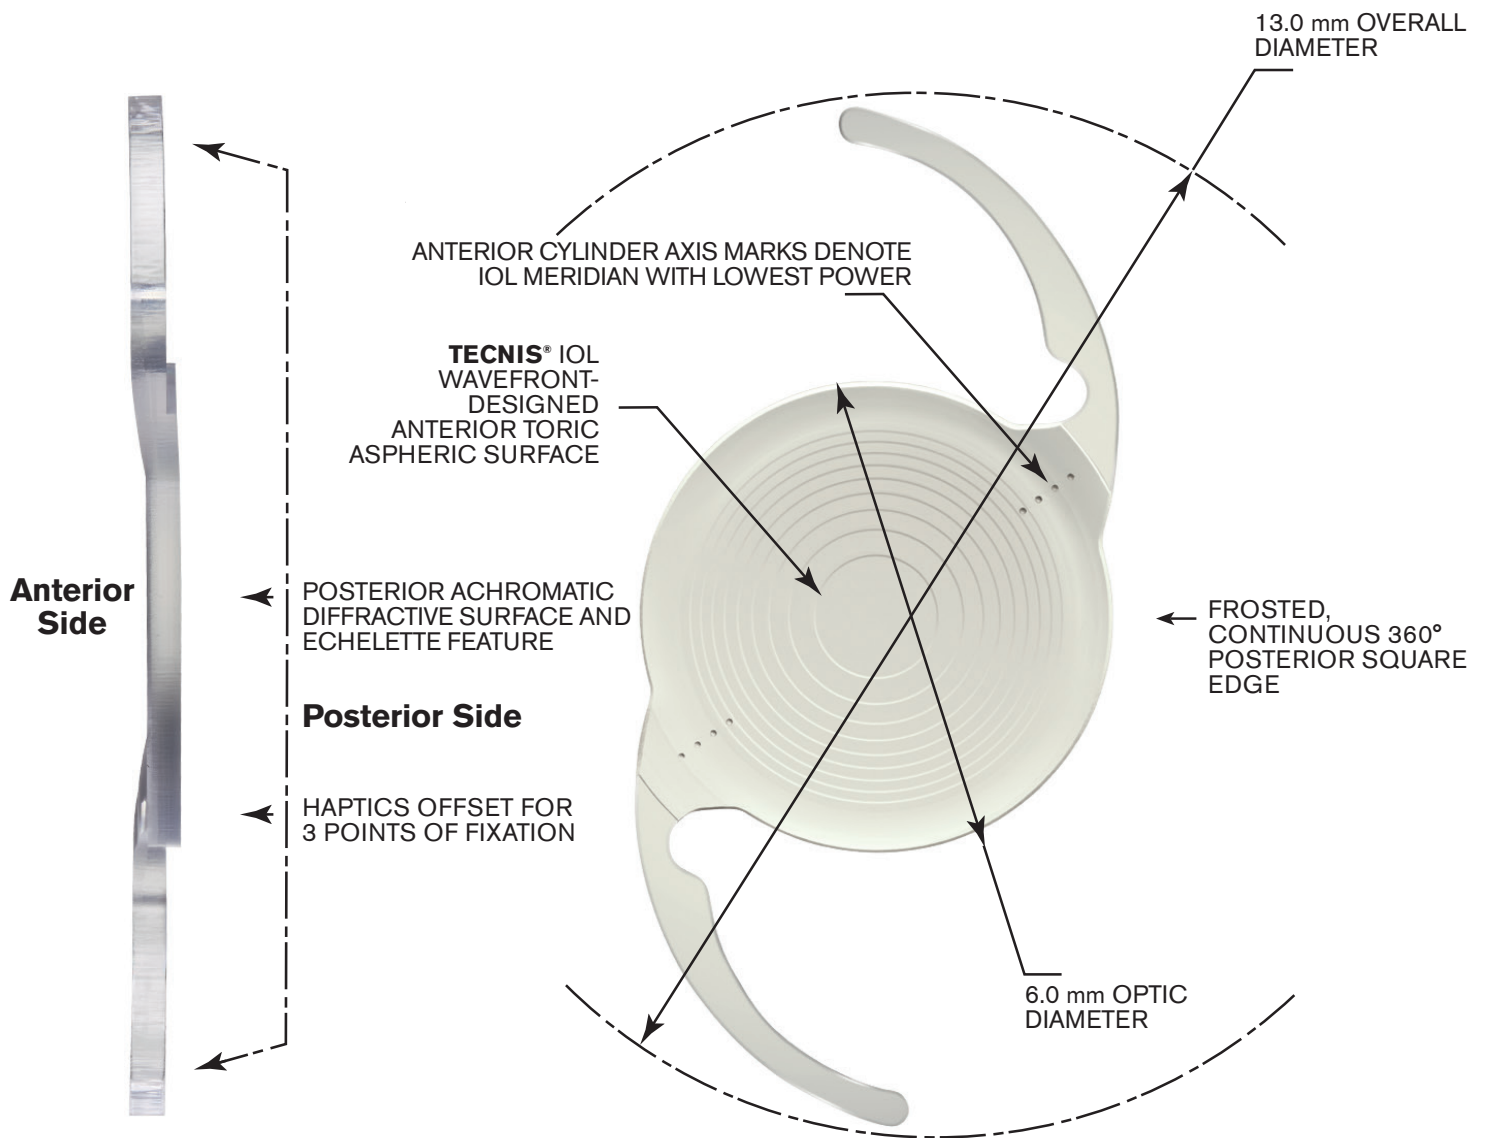 13.0 mm OVERALL
DIAMETER
ANTERIOR CYLINDER AXIS MARKS DENOTE
IOL MERIDIAN WITH LOWEST POWER
TECNIS® IOL
WAVEFRONT-
DESIGNED
ANTERIOR TORIC
ASPHERIC SURFACE
Anterior
Side
POSTERIOR ACHROMATIC
DIFFRACTIVE SURFACE AND
ECHELETTE FEATURE
FROSTED,
CONTINUOUS 360°
POSTERIOR SQUARE
EDGE
Posterior Side
HAPTICS OFFSET FOR
3 POINTS OF FIXATION
6.0 mm OPTIC
DIAMETER